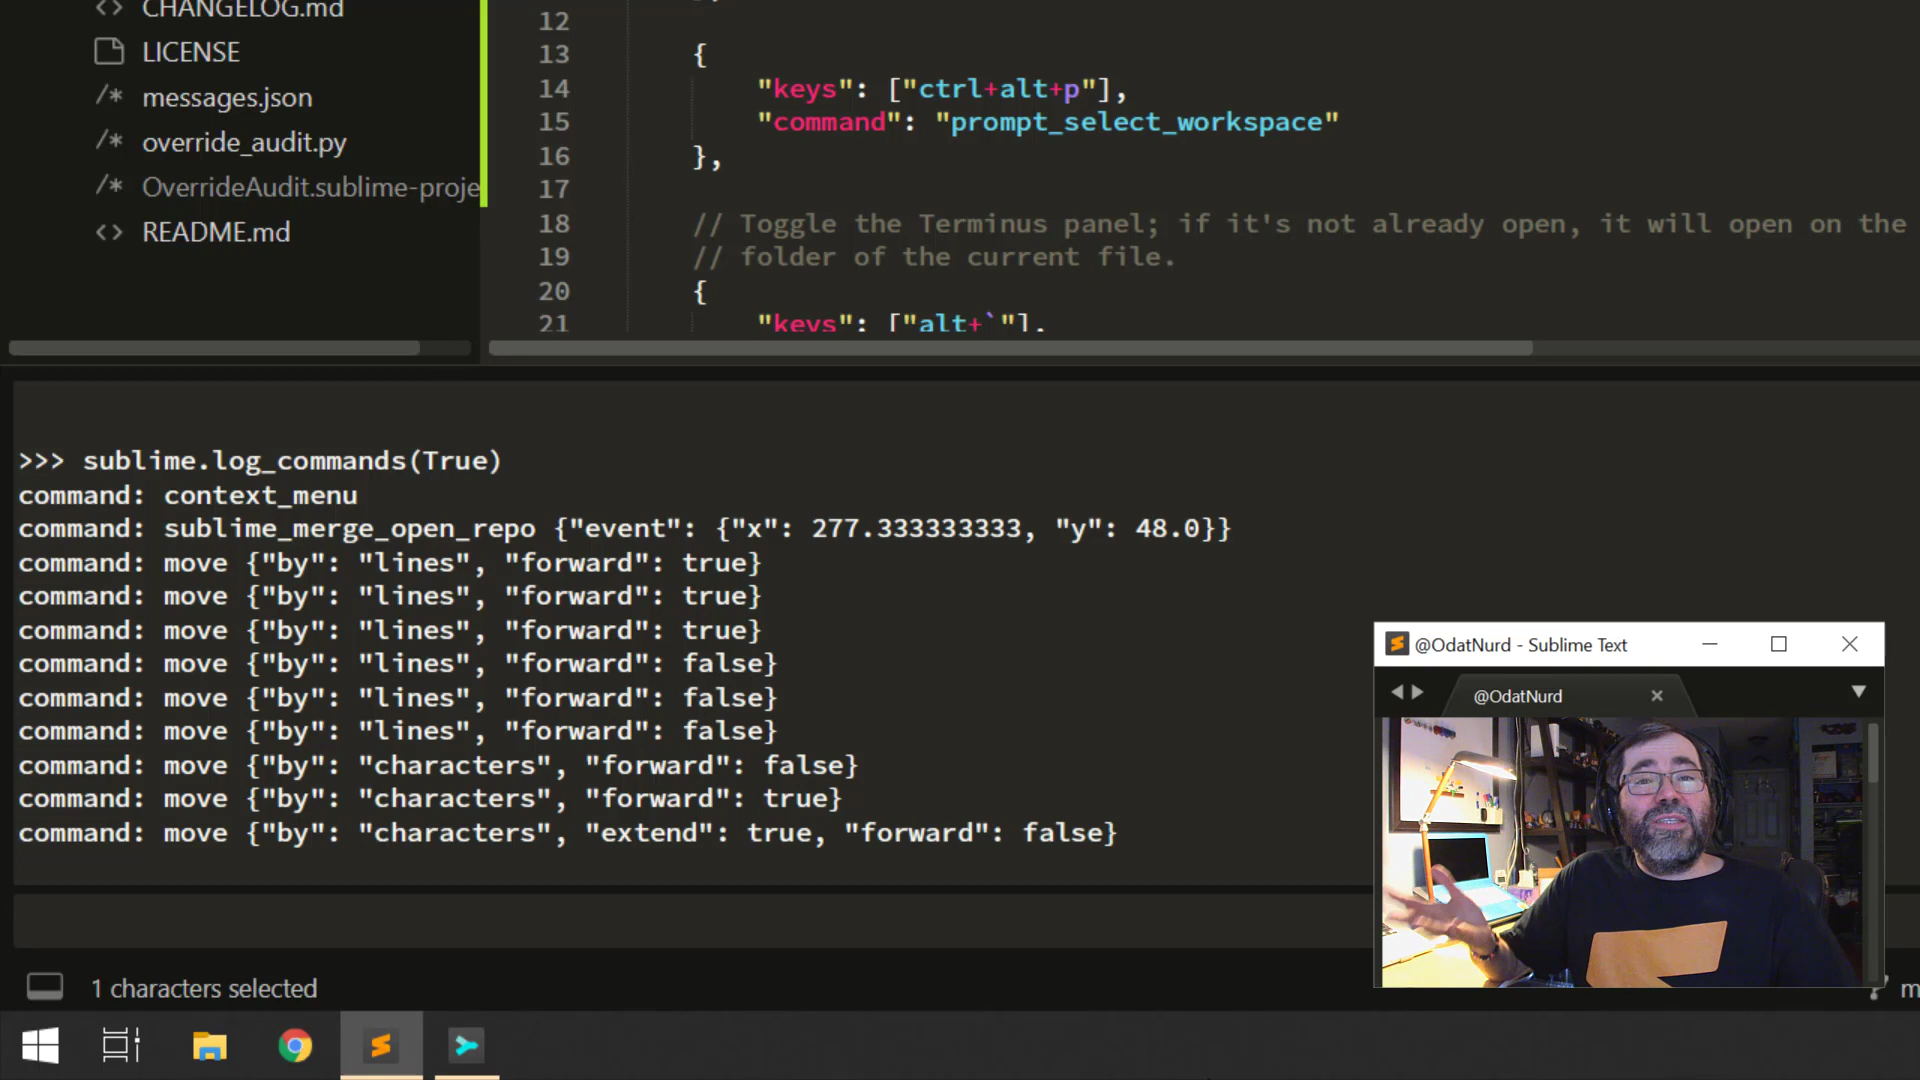 CHANGELOG.md
LICENSE
messages.json
override_audit.py
OverrideAudit.sublime-proje
README.md
12
13 {
14 "keys": ["ctrl+alt+p"],
15 "command": "prompt_select_workspace"
16 },
17
18 // Toggle the Terminus panel; if it's not already open, it will open on the
19 // folder of the current file.
20 {
21 "keys": ["alt+`"],
>>> sublime.log_commands(True)
command: context_menu
command: sublime_merge_open_repo {"event": {"x": 277.333333333, "y": 48.0}}
command: move {"by": "lines", "forward": true}
command: move {"by": "lines", "forward": true}
command: move {"by": "lines", "forward": true}
command: move {"by": "lines", "forward": false}
command: move {"by": "lines", "forward": false}
command: move {"by": "lines", "forward": false}
command: move {"by": "characters", "forward": false}
command: move {"by": "characters", "forward": true}
command: move {"by": "characters", "extend": true, "forward": false}
@OdatNurd - Sublime Text
@OdatNurd
1 characters selected